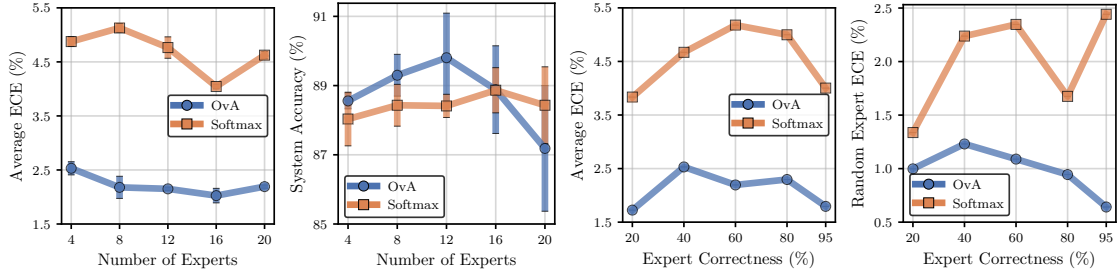 Average ECE (%)
5.5
4.5
3.5
2.5
1.5
OvA
Softmax
4
8
12
16
20
Number of Experts
System Accuracy (%)
91
89
87
85
OvA
Softmax
4
8
12
16
20
Number of Experts
Average ECE (%)
5.5
4.5
3.5
2.5
1.5
OvA
Softmax
20
40
60
80
95
Expert Correctness (%)
Random Expert ECE (%)
2.5
2.0
1.5
1.0
0.5
OvA
Softmax
20
40
60
80
95
Expert Correctness (%)